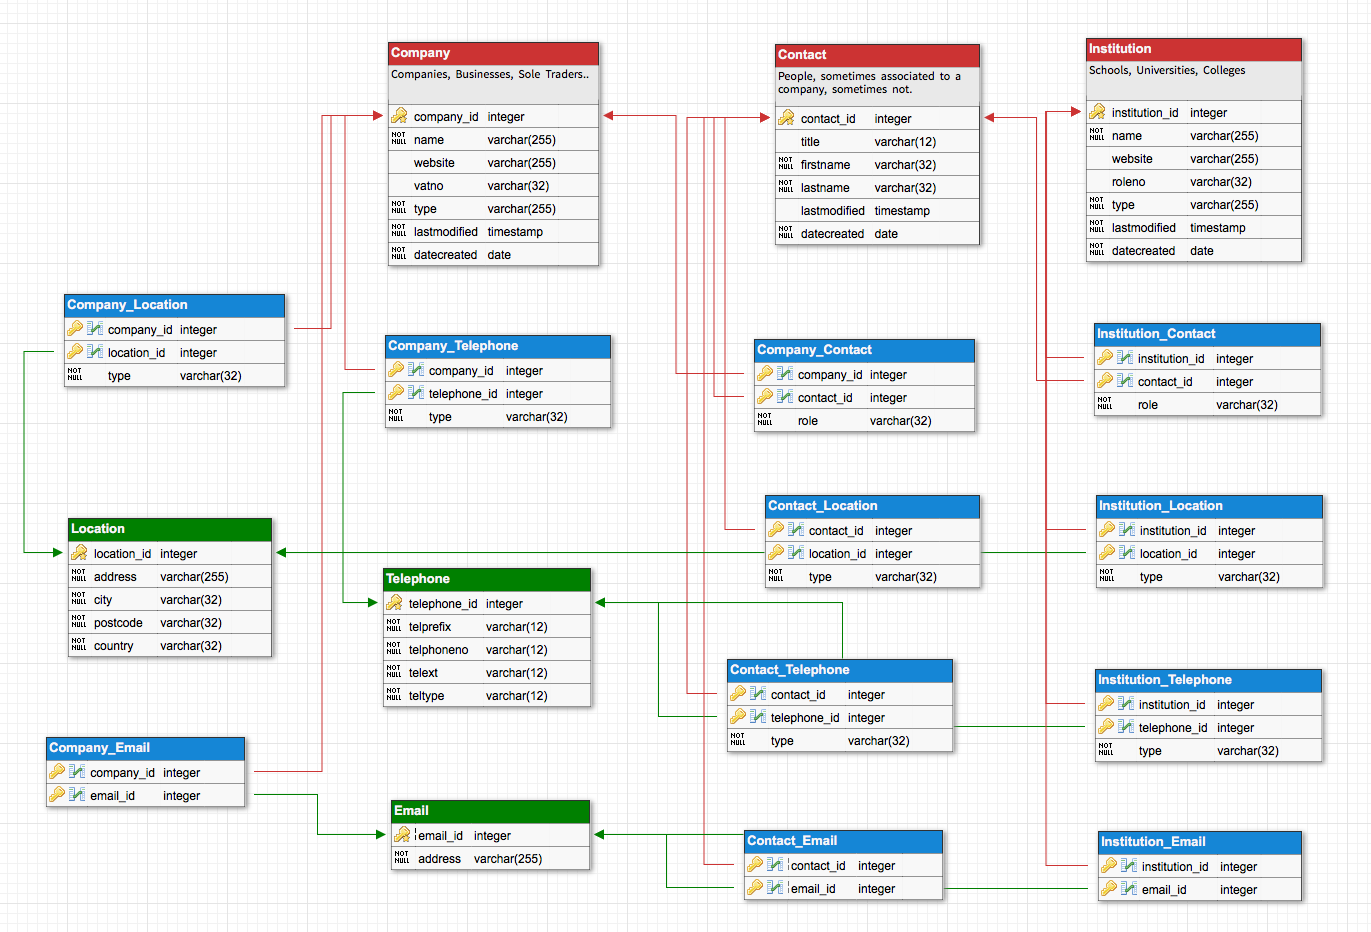 Company
Companies, Businesses, Sole Traders..
company_id integer
NOT NULL name varchar(255)
website varchar(255)
vatno varchar(32)
NOT NULL type varchar(255)
NOT NULL lastmodified timestamp
NOT NULL datecreated date
Contact
People, sometimes associated to a
company, sometimes not.
contact_id integer
title varchar(12)
NOT NULL firstname varchar(32)
NOT NULL lastname varchar(32)
lastmodified timestamp
NOT NULL datecreated date
Institution
Schools, Universities, Colleges
institution_id integer
NOT NULL name varchar(255)
website varchar(255)
roleno varchar(32)
NOT NULL type varchar(255)
NOT NULL lastmodified timestamp
NOT NULL datecreated date
Company_Location
company_id integer
location_id integer
NOT NULL type varchar(32)
Company_Telephone
company_id integer
telephone_id integer
NOT NULL type varchar(32)
Company_Contact
company_id integer
contact_id integer
NOT NULL role varchar(32)
Institution_Contact
institution_id integer
contact_id integer
NOT NULL role varchar(32)
Location
location_id integer
NOT NULL address varchar(255)
NOT NULL city varchar(32)
NOT NULL postcode varchar(32)
NOT NULL country varchar(32)
Telephone
telephone_id integer
NOT NULL telprefix varchar(12)
NOT NULL telphoneno varchar(12)
NOT NULL telext varchar(12)
NOT NULL teltype varchar(12)
Contact_Location
contact_id integer
location_id integer
NOT NULL type varchar(32)
Institution_Location
institution_id integer
location_id integer
NOT NULL type varchar(32)
Contact_Telephone
contact_id integer
telephone_id integer
NOT NULL type varchar(32)
Institution_Telephone
institution_id integer
telephone_id integer
NOT NULL type varchar(32)
Company_Email
company_id integer
email_id integer
Email
email_id integer
NOT NULL address varchar(255)
Contact_Email
contact_id integer
email_id integer
Institution_Email
institution_id integer
email_id integer